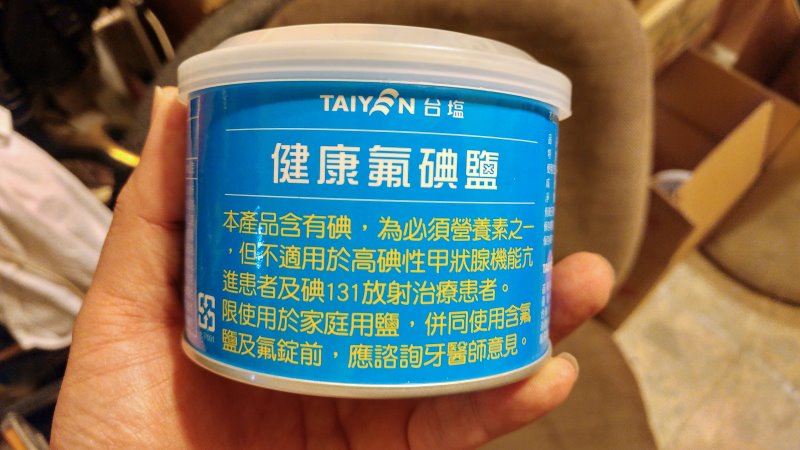 TAIYEN 台塩
健康氟碘鹽
本產品含有碘，為必須營養素之一
，但不適用於高碘性甲狀腺機能亢
進患者及碘131放射治療患者。
限使用於家庭用鹽，併同使用含氟
鹽及氟錠前，應諮詢牙醫師意見。